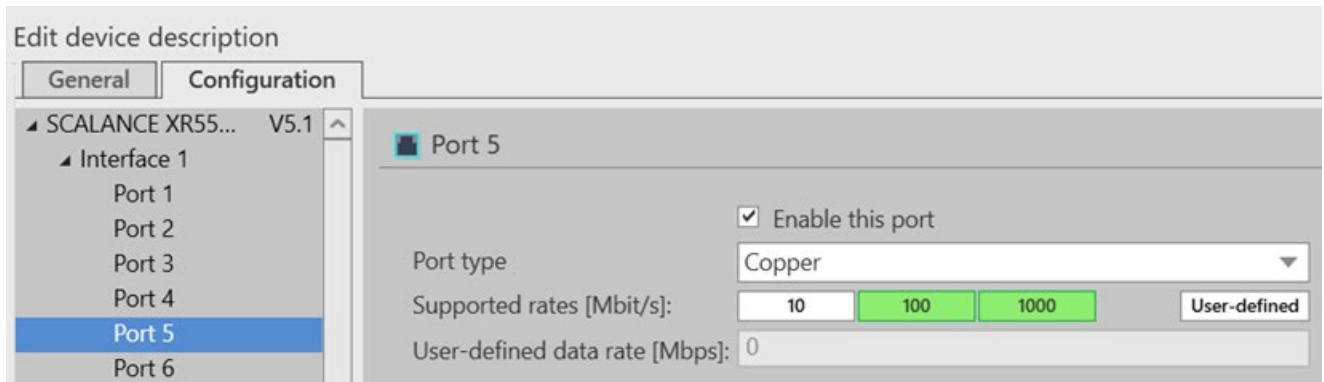 Edit device description
General Configuration
SCALANCE XR55... V5.1
Interface 1
Port 1
Port 2
Port 3
Port 4
Port 5
Port 6
Port 5
Enable this port
Port type Copper
Supported rates [Mbit/s]: 10 100 1000 User-defined
User-defined data rate [Mbps]: 0